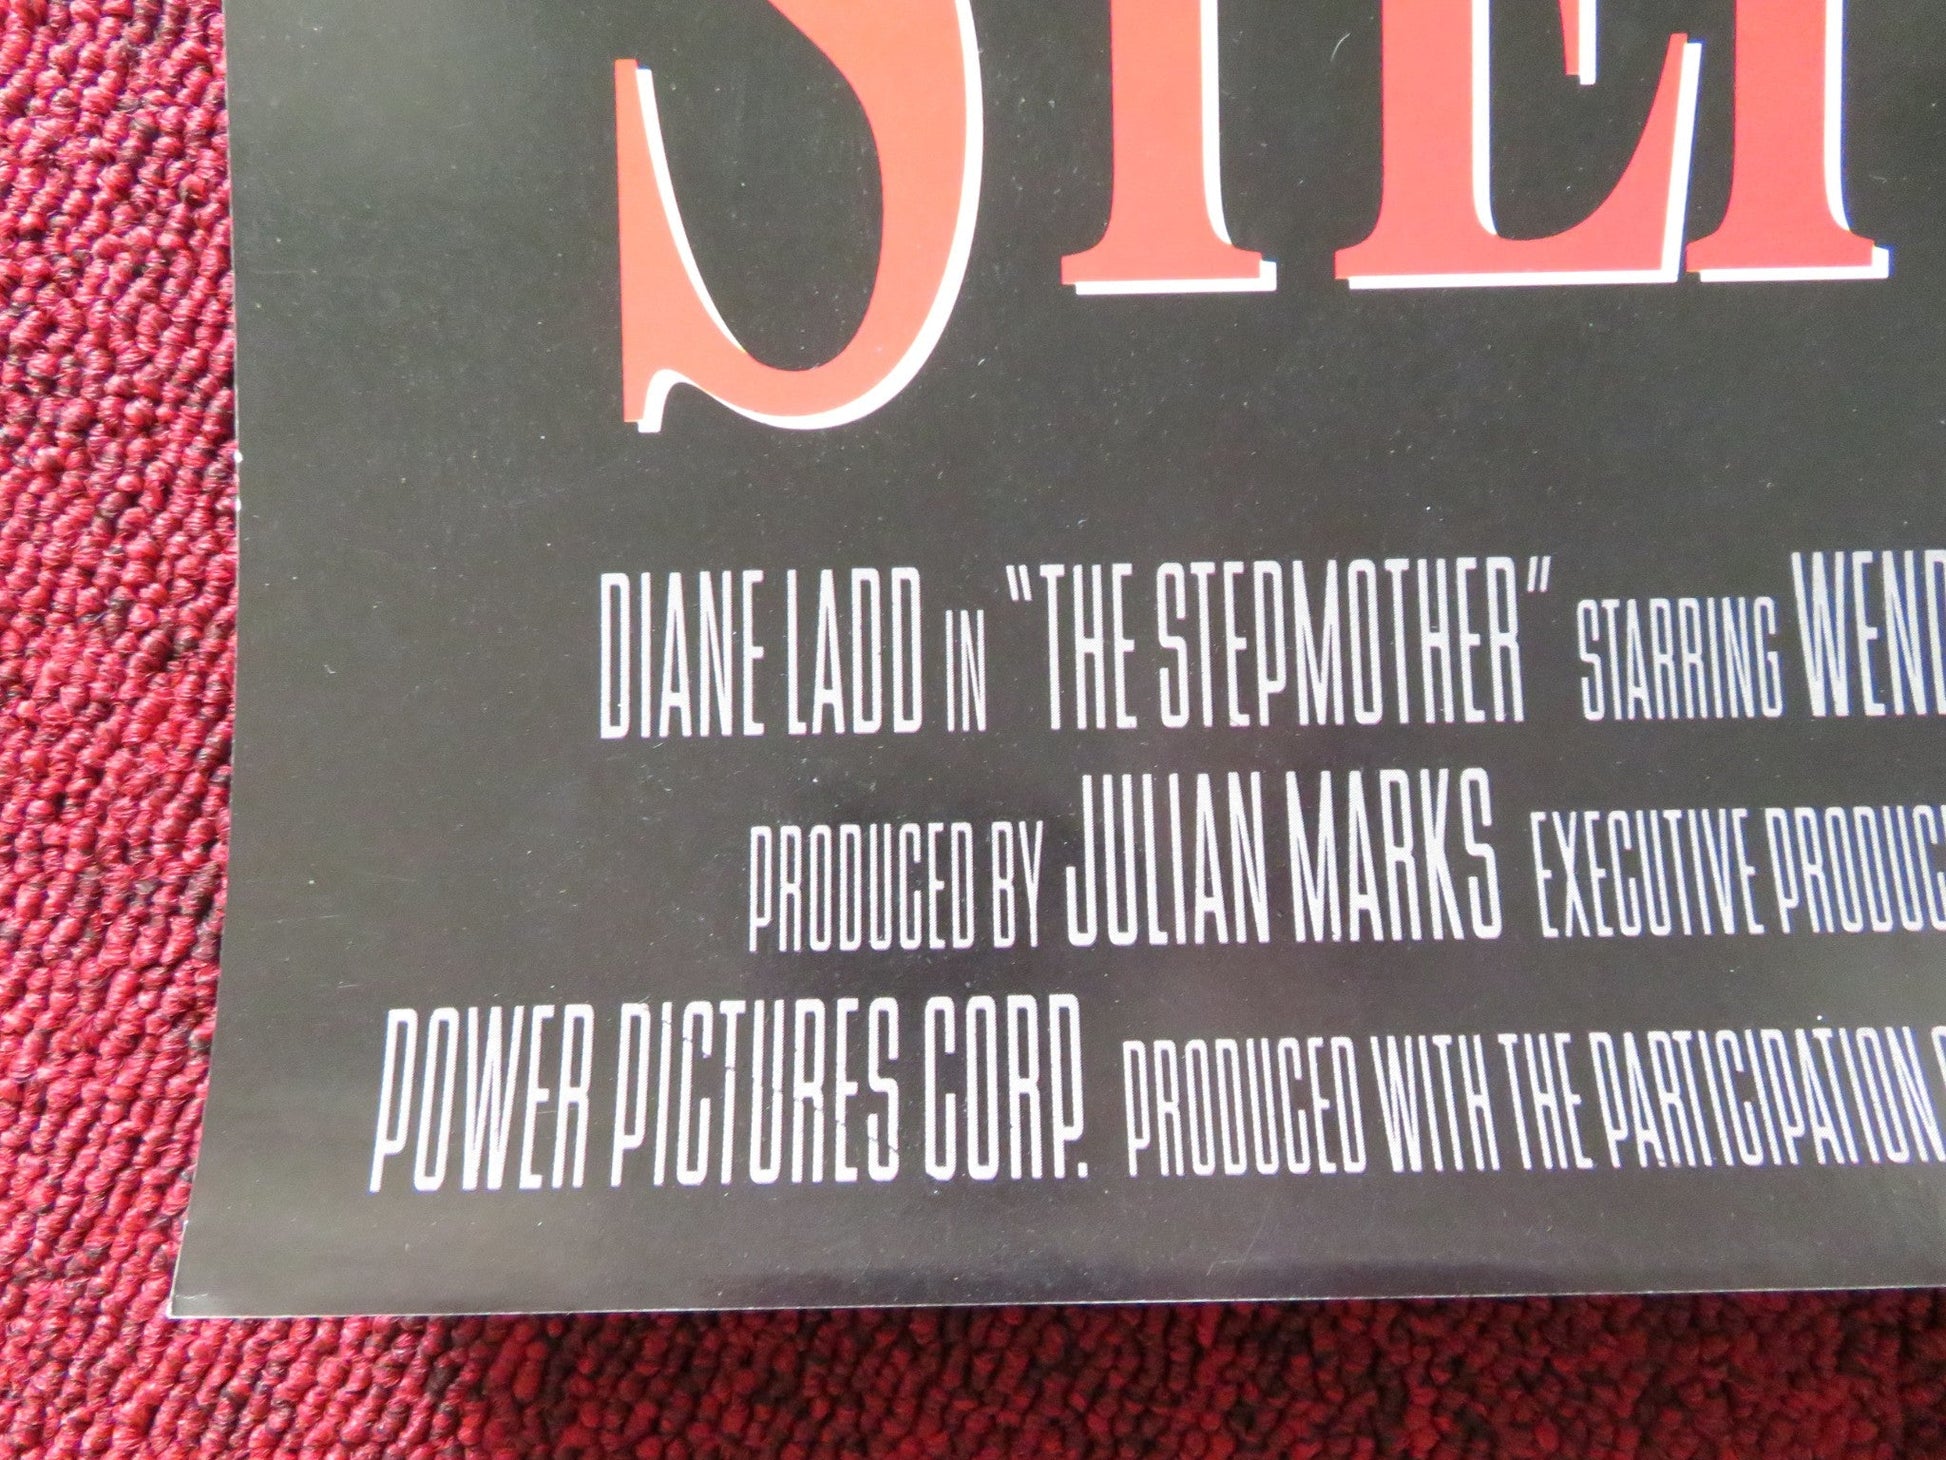 STEP
DIANE LADD IN "THE STEPMOTHER" STARRING WEND
PRODUCED BY JULIAN MARKS EXECUTIVE PRODUC
POWER PICTURES CORP. PRODUCED WITH THE PARTICIPATION